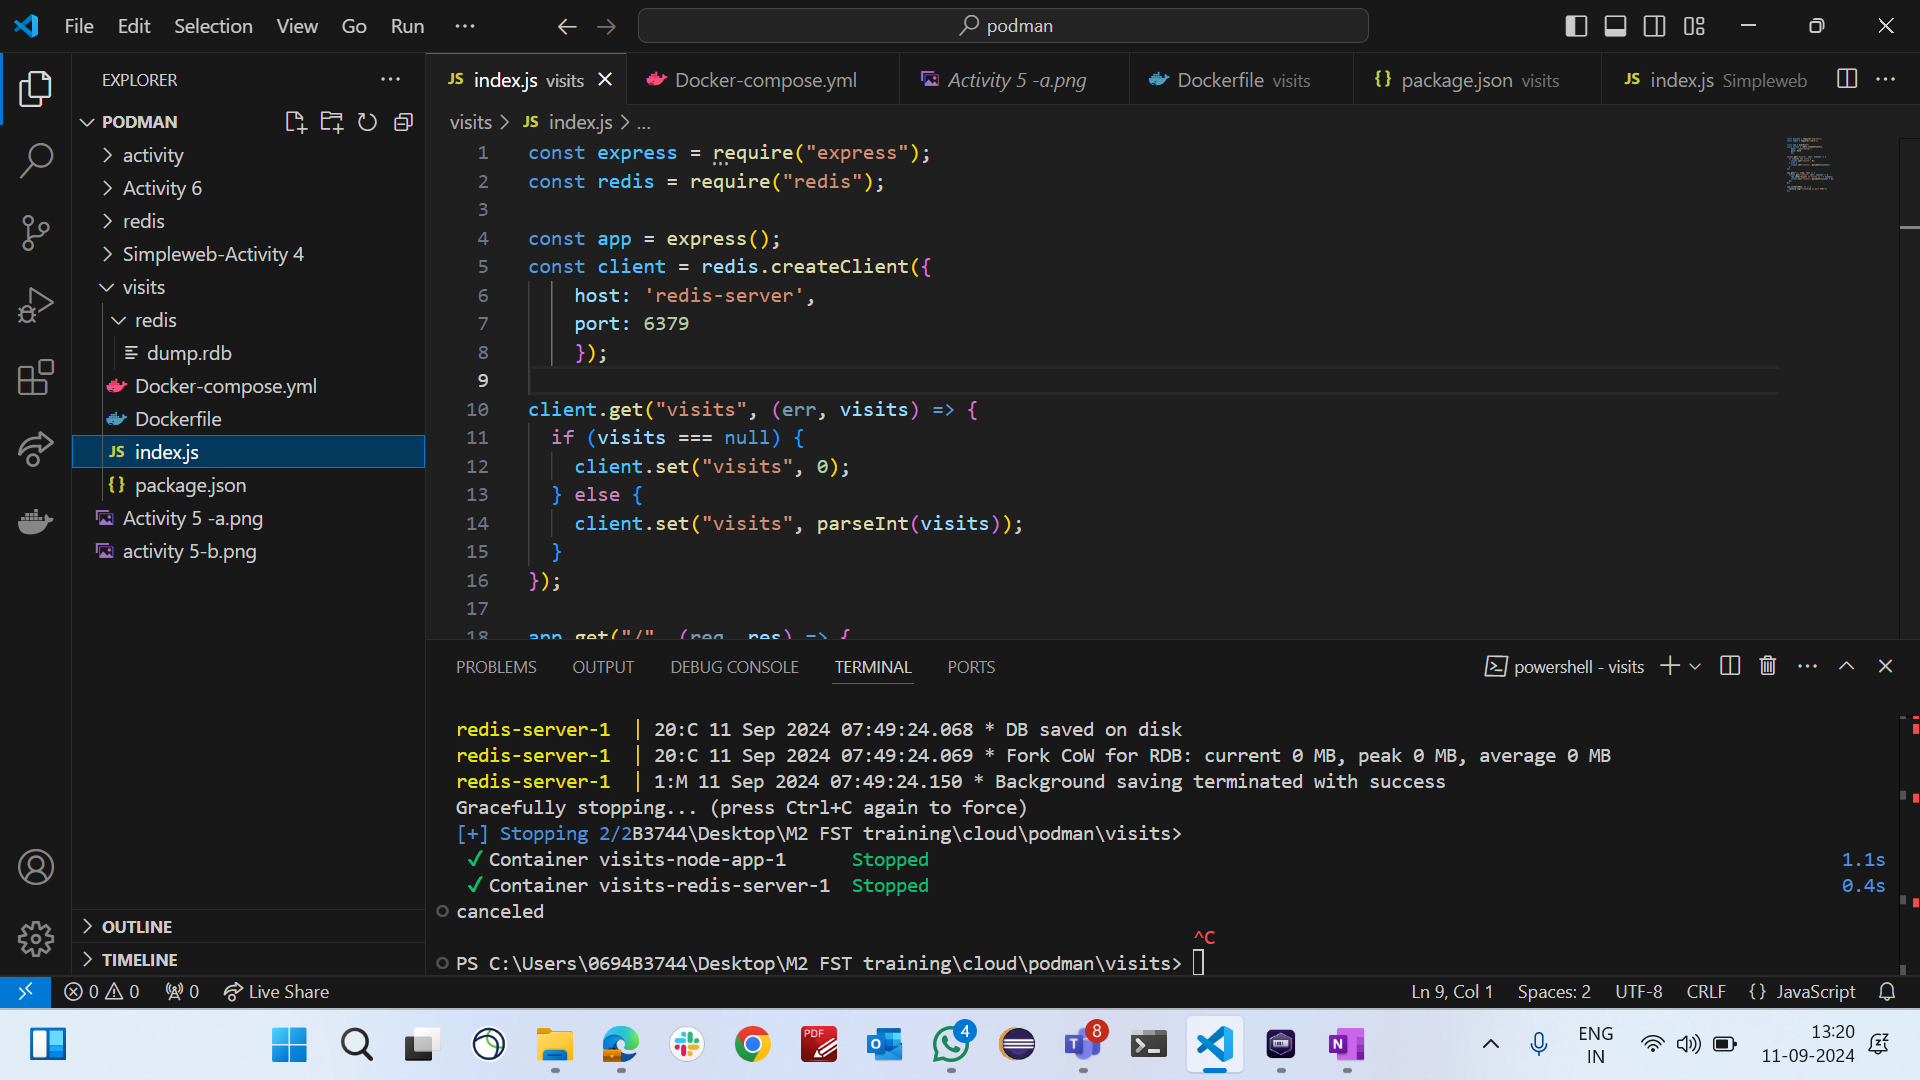 File Edit Selection View Go Run ... podman
EXPLORER
PODMAN
activity
Activity 6
redis
Simpleweb-Activity 4
visits
redis
dump.rdb
Docker-compose.yml
Dockerfile
JS index.js
{} package.json
Activity 5 -a.png
activity 5-b.png
OUTLINE
TIMELINE
JS index.js visits Docker-compose.yml Activity 5 -a.png Dockerfile visits {} package.json visits JS index.js Simpleweb
visits > JS index.js > ...
1 const express = require("express");
2 const redis = require("redis");
3
4 const app = express();
5 const client = redis.createClient({
6 host: 'redis-server',
7 port: 6379
8 });
9
10 client.get("visits", (err, visits) => {
11 if (visits === null) {
12 client.set("visits", 0);
13 } else {
14 client.set("visits", parseInt(visits));
15 }
16 });
17
18 app.get("/", (req, res) => {
PROBLEMS OUTPUT DEBUG CONSOLE TERMINAL PORTS powershell - visits
redis-server-1 | 20:C 11 Sep 2024 07:49:24.068 * DB saved on disk
redis-server-1 | 20:C 11 Sep 2024 07:49:24.069 * Fork CoW for RDB: current 0 MB, peak 0 MB, average 0 MB
redis-server-1 | 1:M 11 Sep 2024 07:49:24.150 * Background saving terminated with success
Gracefully stopping... (press Ctrl+C again to force)
[+] Stopping 2/2B3744\Desktop\M2 FST training\cloud\podman\visits>
✓ Container visits-node-app-1 Stopped 1.1s
✓ Container visits-redis-server-1 Stopped 0.4s
canceled
^C
PS C:\Users\0694B3744\Desktop\M2 FST training\cloud\podman\visits>
0 0 0 Live Share Ln 9, Col 1 Spaces: 2 UTF-8 CRLF {} JavaScript
PDF 4 8 ENG 13:20
IN 11-09-2024